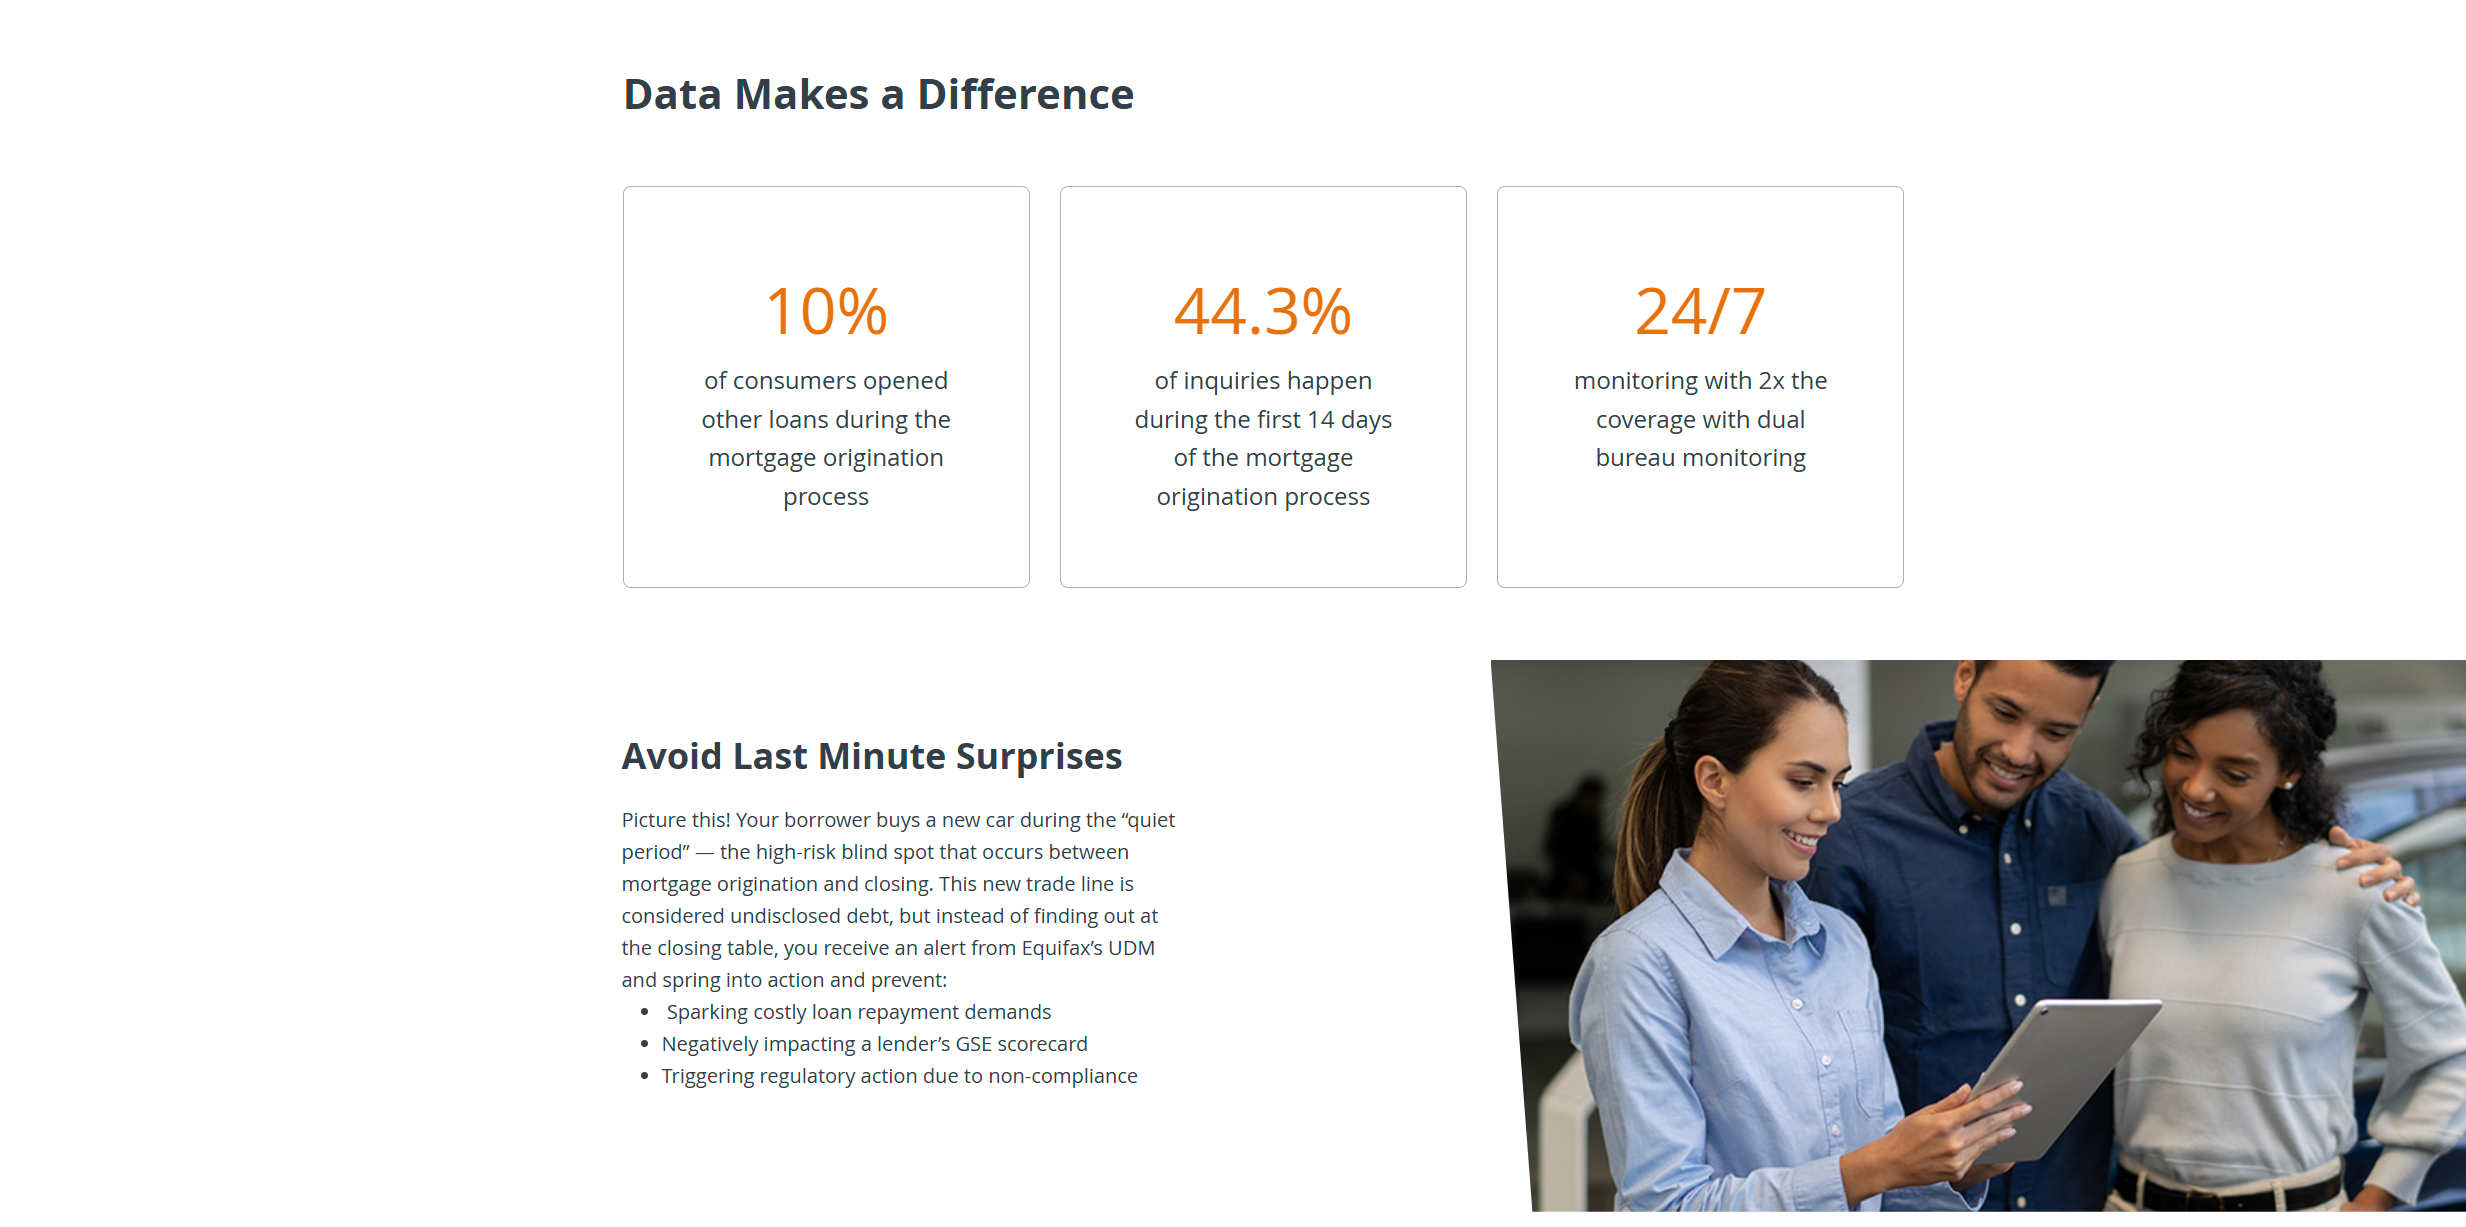 Data Makes a Difference
10%
of consumers opened
other loans during the
mortgage origination
process
44.3%
of inquiries happen
during the first 14 days
of the mortgage
origination process
24/7
monitoring with 2x the
coverage with dual
bureau monitoring
Avoid Last Minute Surprises
Picture this! Your borrower buys a new car during the “quiet
period” — the high-risk blind spot that occurs between
mortgage origination and closing. This new trade line is
considered undisclosed debt, but instead of finding out at
the closing table, you receive an alert from Equifax’s UDM
and spring into action and prevent:
• Sparking costly loan repayment demands
• Negatively impacting a lender’s GSE scorecard
• Triggering regulatory action due to non-compliance